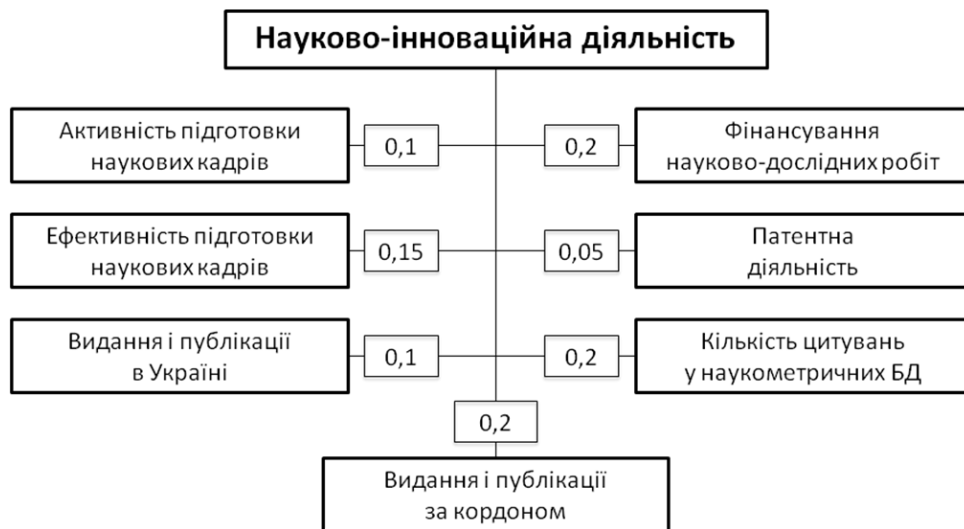 Науково-інноваційна діяльність
Активність підготовки
наукових кадрів
0,1
0,2
Фінансування
науково-дослідних робіт
Ефективність підготовки
наукових кадрів
0,15
0,05
Патентна
діяльність
Видання і публікації
в Україні
0,1
0,2
Кількість цитувань
у наукометричних БД
0,2
Видання і публікації
за кордоном